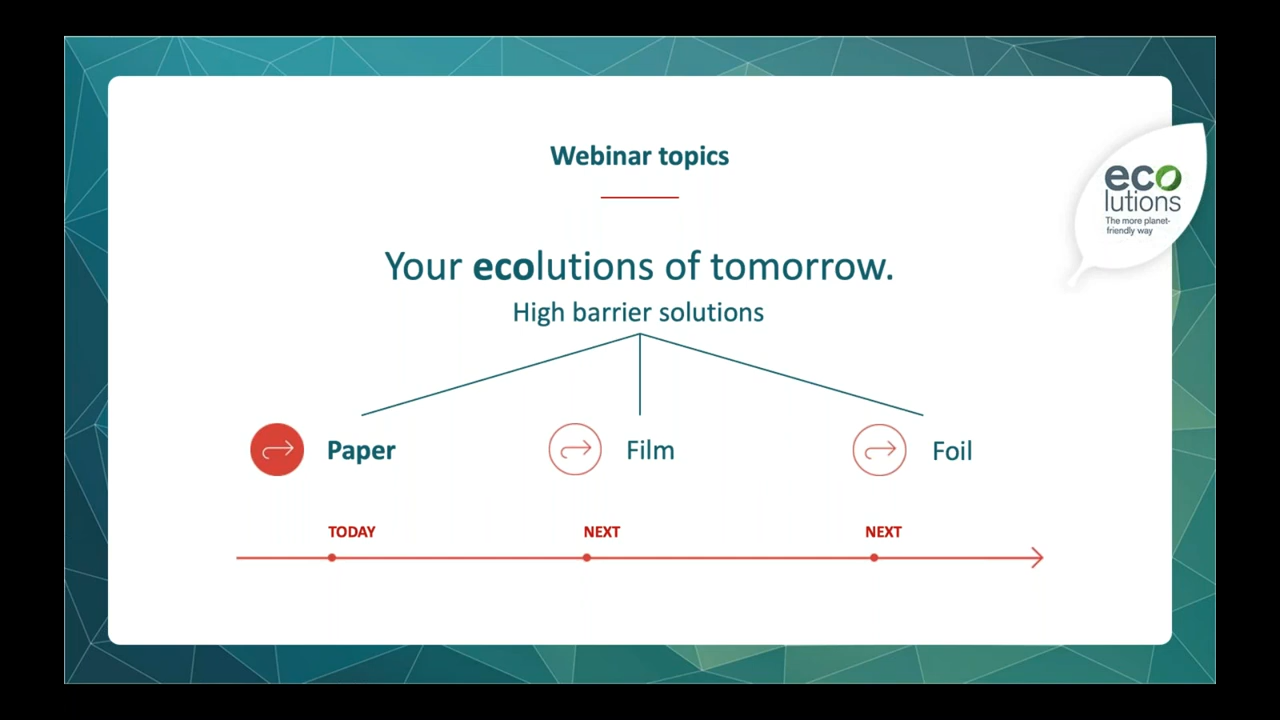 Webinar topics
eco
lutions
The more planet-
friendly way
Your ecolutions of tomorrow.
High barrier solutions
Paper
Film
Foil
TODAY
NEXT
NEXT